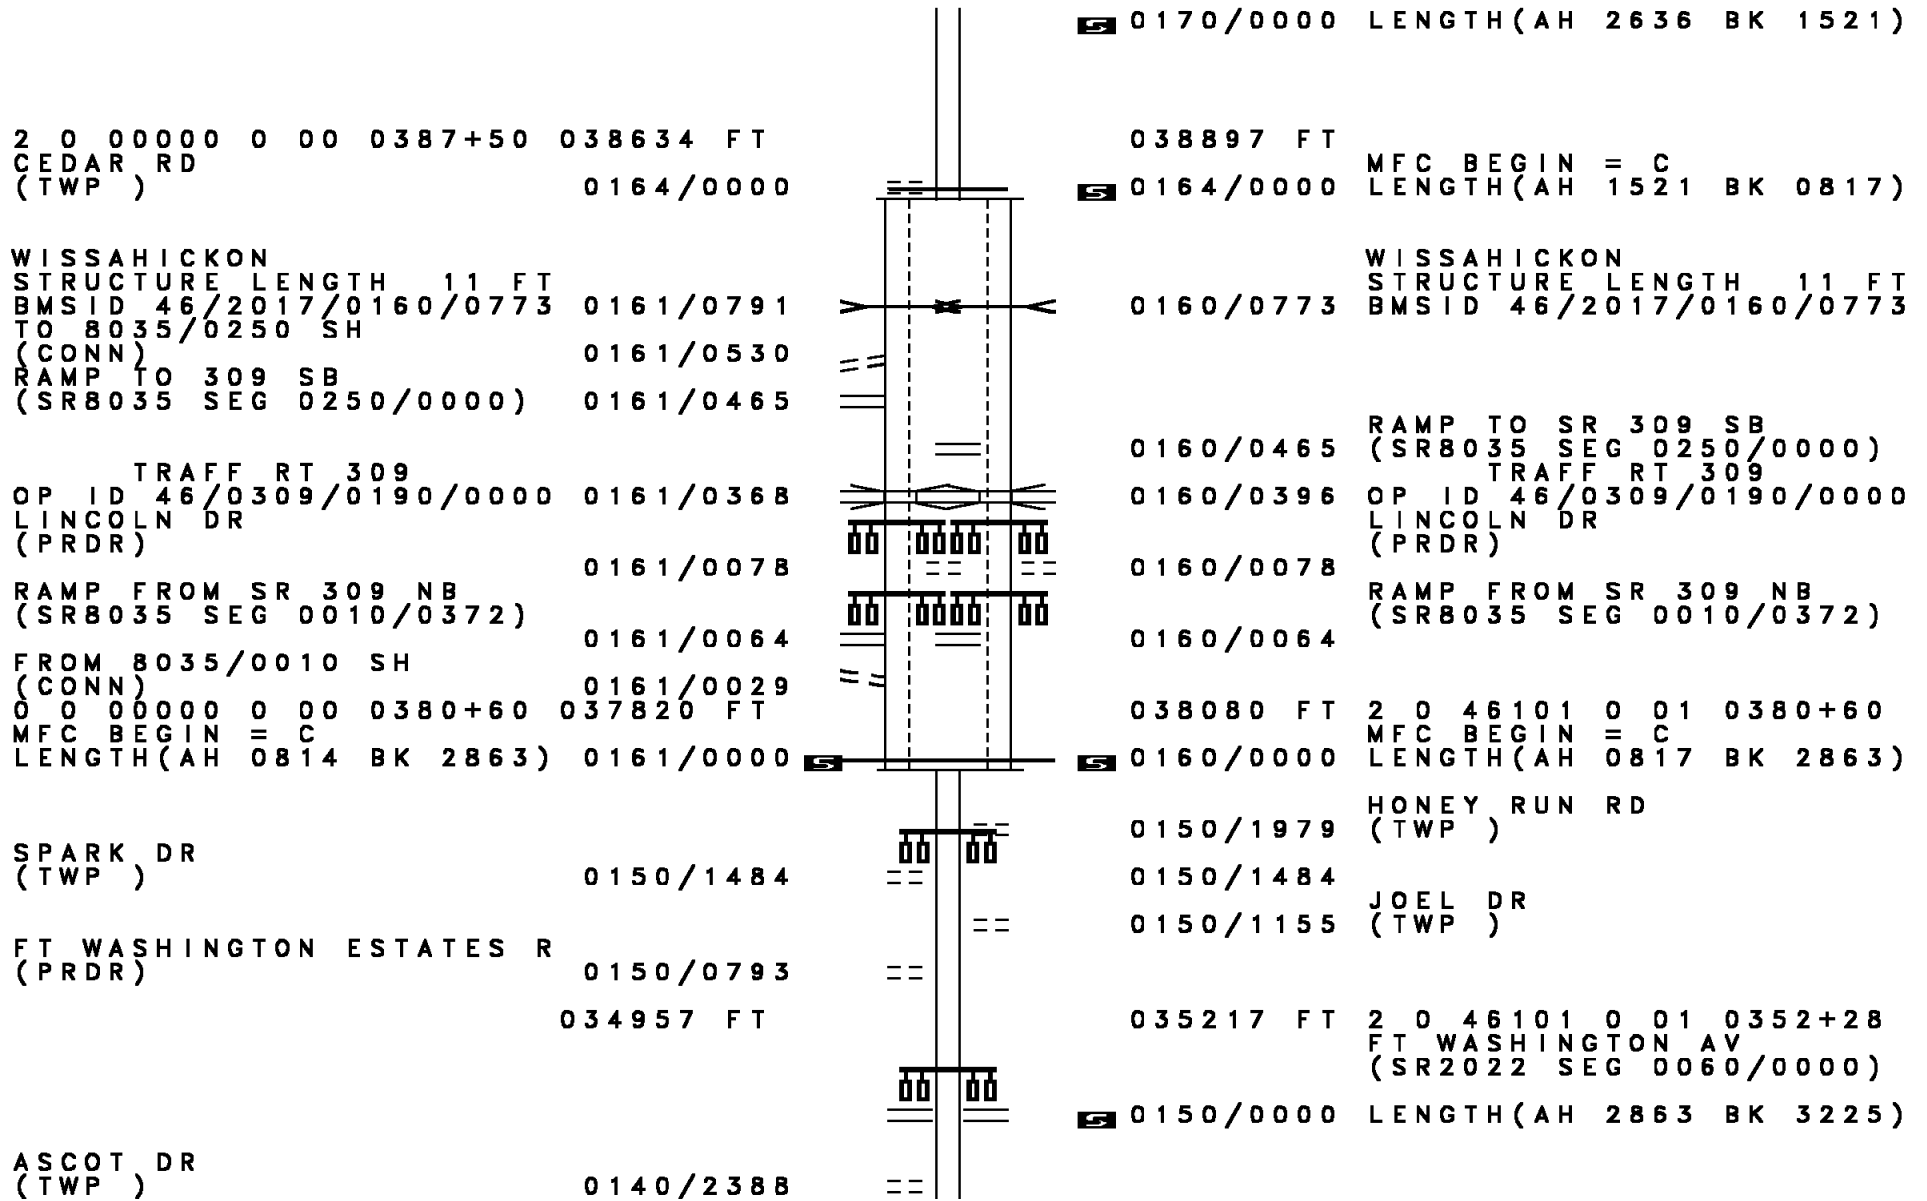 0170/0000 LENGTH(AH 2636 BK 1521)
2 0 00000 0 00 0387+50 038634 FT
038897 FT
CEDAR RD
MFC BEGIN = C
(TWP )
0164/0000
S 0164/0000 LENGTH(AH 1521 BK 0817)
WISSAHICKON
STRUCTURE LENGTH 11 FT
BMSID 46/2017/0160/0773 0161/0791
WISSAHICKON
STRUCTURE LENGTH 11 FT
0160/0773 BMSID 46/2017/0160/0773
TO 8035/0250 SH
(CONN) 0161/0530
RAMP TO 309 SB
(SR8035 SEG 0250/0000) 0161/0465
RAMP TO SR 309 SB
0160/0465 (SR8035 SEG 0250/0000)
TRAFF RT 309
OP ID 46/0309/0190/0000 0161/0368
TRAFF RT 309
0160/0396 OP ID 46/0309/0190/0000
LINCOLN DR
(PRDR)
0161/0078
LINCOLN DR
(PRDR)
0160/0078
RAMP FROM SR 309 NB
(SR8035 SEG 0010/0372)
0161/0064
RAMP FROM SR 309 NB
(SR8035 SEG 0010/0372)
0160/0064
FROM 8035/0010 SH
(CONN) 0161/0029
0 0 00000 0 00 0380+60 037820 FT
MFC BEGIN = C
LENGTH(AH 0814 BK 2863) 0161/0000 S
038080 FT 2 0 46101 0 01 0380+60
MFC BEGIN = C
S 0160/0000 LENGTH(AH 0817 BK 2863)
HONEY RUN RD
0150/1979 (TWP )
SPARK DR
(TWP ) 0150/1484
0150/1484
JOEL DR
0150/1155 (TWP )
FT WASHINGTON ESTATES R
(PRDR) 0150/0793
034957 FT
035217 FT 2 0 46101 0 01 0352+28
FT WASHINGTON AV
(SR2022 SEG 0060/0000)
S 0150/0000 LENGTH(AH 2863 BK 3225)
ASCOT DR
(TWP ) 0140/2388